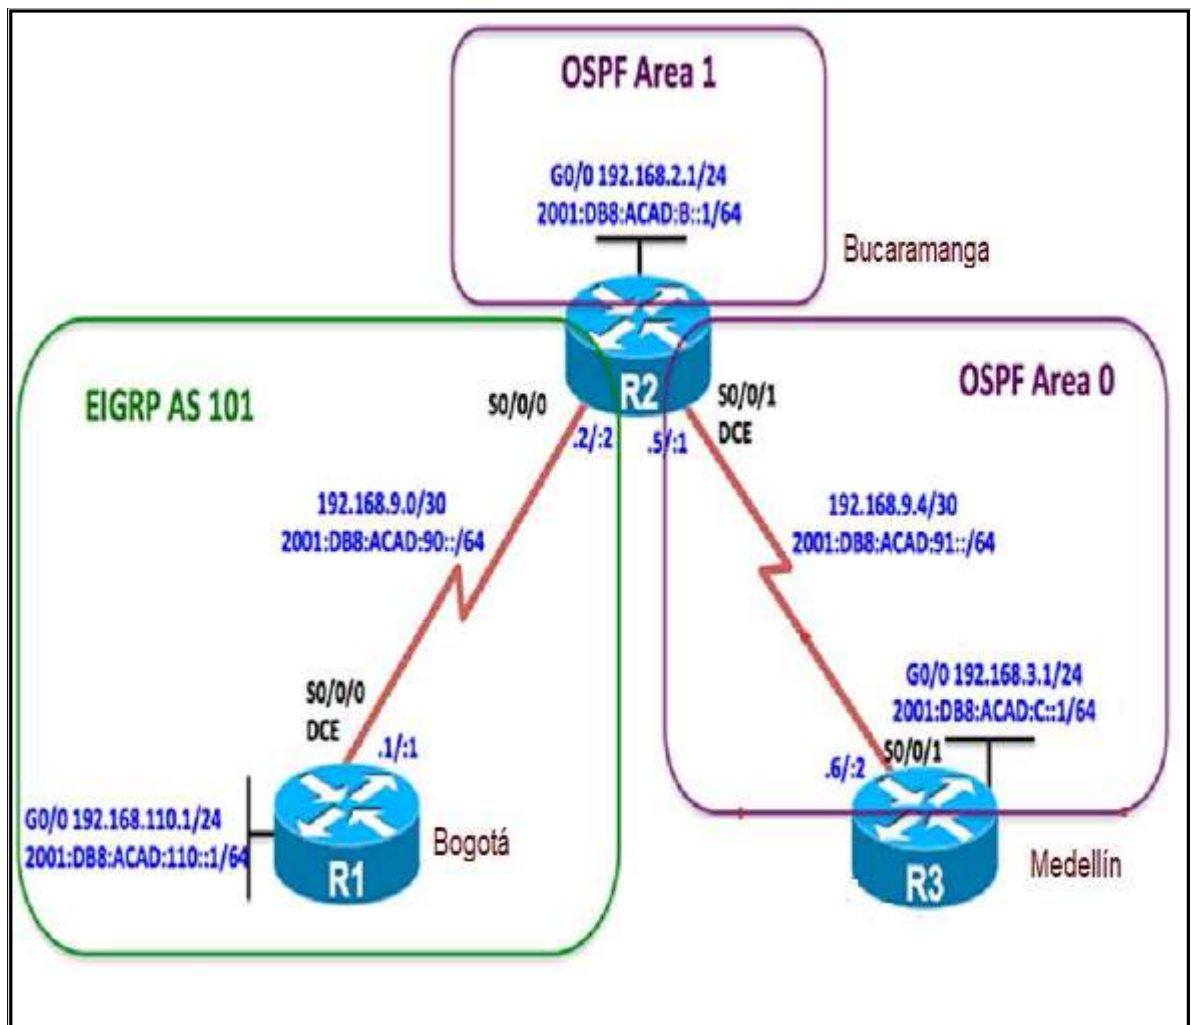 OSPF Area 1
G0/0 192.168.2.1/24
2001:DB8:ACAD:B::1/64
Bucaramanga
R2
EIGRP AS 101
OSPF Area 0
S0/0/0
.2/:2
.5/:1
S0/0/1
DCE
192.168.9.0/30
2001:DB8:ACAD:90::/64
192.168.9.4/30
2001:DB8:ACAD:91::/64
S0/0/0
DCE
.1/:1
G0/0 192.168.3.1/24
2001:DB8:ACAD:C::1/64
.6/:2
S0/0/1
G0/0 192.168.110.1/24
2001:DB8:ACAD:110::1/64
R1
Bogotá
R3
Medellín